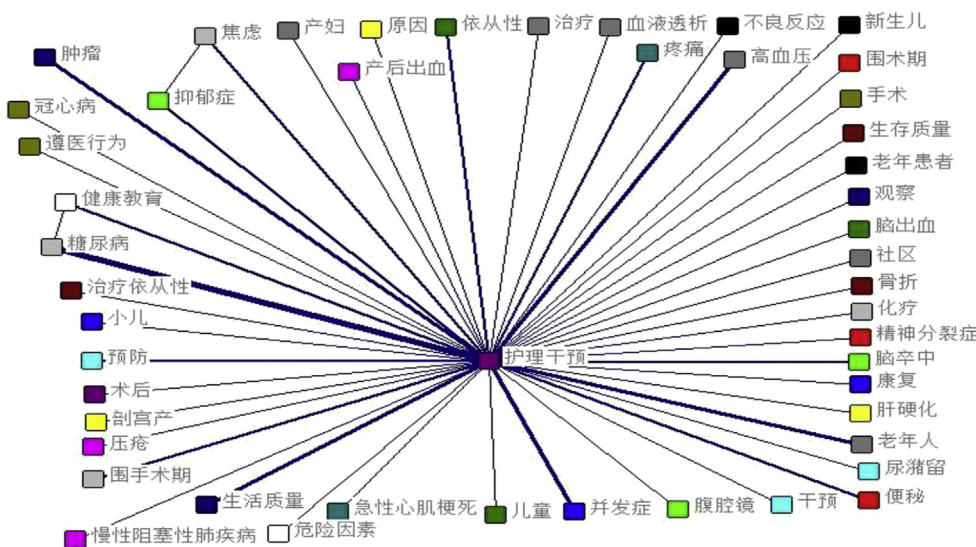 焦虑
产妇
原因
依从性
治疗
血液透析
不良反应
新生儿
肿瘤
产后出血
疼痛
高血压
围术期
抑郁症
手术
冠心病
生存质量
遵医行为
老年患者
健康教育
观察
脑出血
糖尿病
社区
治疗依从性
骨折
小儿
化疗
精神分裂症
预防
护理干预
脑卒中
术后
康复
剖宫产
肝硬化
压疮
老年人
围手术期
尿潴留
生活质量
急性心肌梗死
儿童
并发症
腹腔镜
干预
便秘
慢性阻塞性肺疾病
危险因素